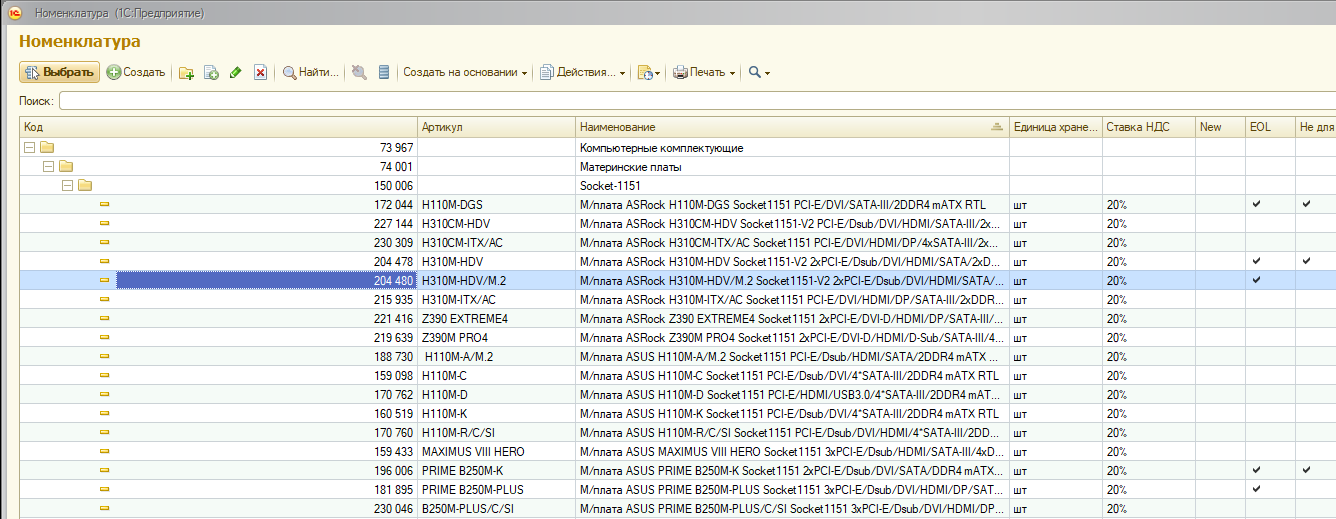 1С Номенклатура (1С:Предприятие)
Номенклатура
Выбрать Создать Найти... Создать на основании Действия... Печать
Поиск:
Код Артикул Наименование Единица хране... Ставка НДС New EOL Не для
73 967 Компьютерные комплектующие
74 001 Материнские платы
150 006 Socket-1151
172 044 H110M-DGS М/плата ASRock H110M-DGS Socket1151 PCI-E/DVI/SATA-III/2DDR4 mATX RTL шт 20%
227 144 H310CM-HDV М/плата ASRock H310CM-HDV Socket1151-V2 PCI-E/Dsub/DVI/HDMI/SATA-III/2x... шт 20%
230 309 H310CM-ITX/AC М/плата ASRock H310CM-ITX/AC Socket1151 PCI-E/DVI/HDMI/DP/4xSATA-III/2x... шт 20%
204 478 H310M-HDV М/плата ASRock H310M-HDV Socket1151-V2 2xPCI-E/Dsub/DVI/HDMI/SATA/2xD... шт 20%
204 480 H310M-HDV/M.2 М/плата ASRock H310M-HDV/M.2 Socket1151-V2 2xPCI-E/Dsub/DVI/HDMI/SATA/... шт 20%
215 935 H310M-ITX/AC М/плата ASRock H310M-ITX/AC Socket1151 PCI-E/DVI/HDMI/DP/SATA-III/2xDDR... шт 20%
221 416 Z390 EXTREME4 М/плата ASRock Z390 EXTREME4 Socket1151 2xPCI-E/DVI-D/HDMI/DP/SATA-III/... шт 20%
219 639 Z390M PRO4 М/плата ASRock Z390M PRO4 Socket1151 2xPCI-E/DVI-D/HDMI/D-Sub/SATA-III/4... шт 20%
188 730 H110M-A/M.2 М/плата ASUS H110M-A/M.2 Socket1151 PCI-E/Dsub/HDMI/SATA/2DDR4 mATX ... шт 20%
159 098 H110M-C М/плата ASUS H110M-C Socket1151 PCI-E/Dsub/DVI/4*SATA-III/2DDR4 mATX RTL шт 20%
170 762 H110M-D М/плата ASUS H110M-D Socket1151 PCI-E/HDMI/USB3.0/4*SATA-III/2DDR4 mAT... шт 20%
160 519 H110M-K М/плата ASUS H110M-K Socket1151 PCI-E/Dsub/DVI/4*SATA-III/2DDR4 mATX RTL шт 20%
170 760 H110M-R/C/SI М/плата ASUS H110M-R/C/SI Socket1151 PCI-E/Dsub/DVI/HDMI/4*SATA-III/2DD... шт 20%
159 433 MAXIMUS VIII HERO М/плата ASUS MAXIMUS VIII HERO Socket1151 3xPCI-E/HDMI/SATA-III/4xD... шт 20%
196 006 PRIME B250M-K М/плата ASUS PRIME B250M-K Socket1151 2xPCI-E/Dsub/DVI/SATA/DDR4 mATX... шт 20%
181 895 PRIME B250M-PLUS М/плата ASUS PRIME B250M-PLUS Socket1151 3xPCI-E/Dsub/DVI/HDMI/DP/SAT... шт 20%
230 046 B250M-PLUS/C/SI М/плата ASUS B250M-PLUS/C/SI Socket1151 PCI-E/Dsub/DVI/HDMI/DP... шт 20%